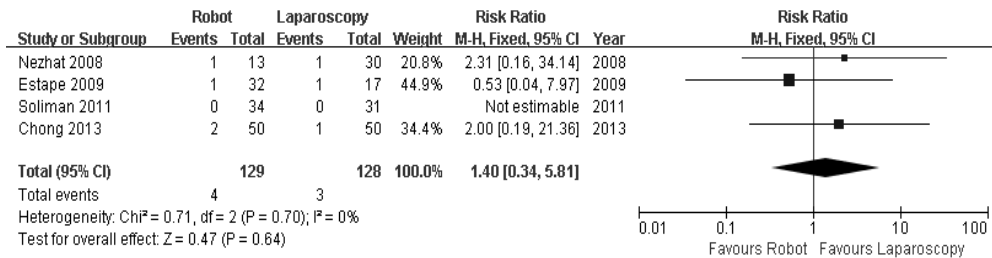 Robot Laparoscopy Risk Ratio Risk Ratio
Study or Subgroup Events Total Events Total Weight M-H, Fixed, 95% CI Year M-H, Fixed, 95% CI
Nezhat 2008 1 13 1 30 20.8% 2.31 [0.16, 34.14] 2008
Estape 2009 1 32 1 17 44.9% 0.53 [0.04, 7.97] 2009
Soliman 2011 0 34 0 31 Not estimable 2011
Chong 2013 2 50 1 50 34.4% 2.00 [0.19, 21.36] 2013
Total (95% CI) 129 128 100.0% 1.40 [0.34, 5.81]
Total events 4 3
Heterogeneity: Chi² = 0.71, df = 2 (P = 0.70); I² = 0%
Test for overall effect: Z = 0.47 (P = 0.64)
0.01 0.1 1 10 100
Favours Robot Favours Laparoscopy